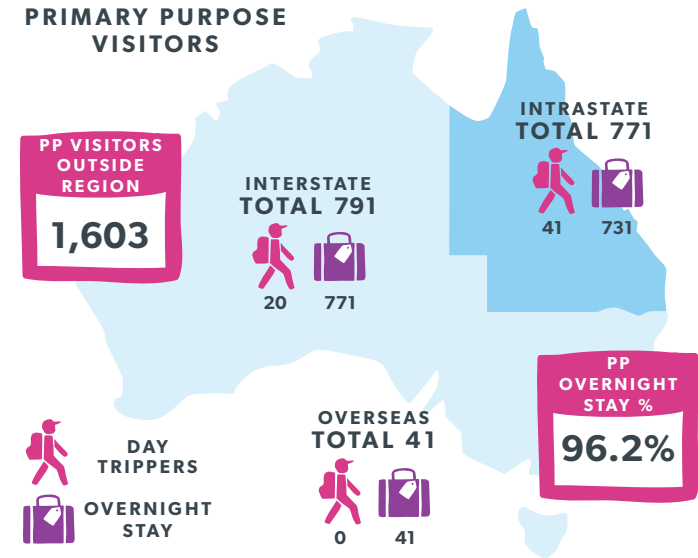 PRIMARY PURPOSE
VISITORS
PP VISITORS
OUTSIDE
REGION
1,603
INTERSTATE
TOTAL 791
20
771
INTRASTATE
TOTAL 771
41
731
OVERSEAS
TOTAL 41
0
41
PP
OVERNIGHT
STAY %
96.2%
DAY
TRIPPERS
OVERNIGHT
STAY